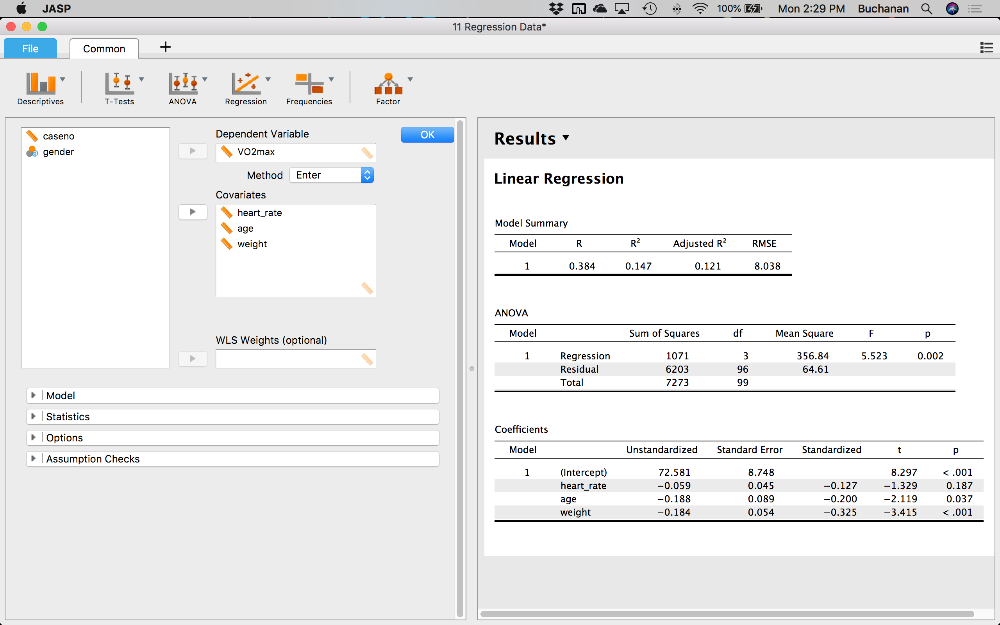 JASP 100% Mon 2:29 PM Buchanan
11 Regression Data*
File Common +
Descriptives T-Tests ANOVA Regression Frequencies Factor
caseno
gender
Dependent Variable
VO2max
OK
Method Enter
Covariates
heart_rate
age
weight
WLS Weights (optional)
Model
Statistics
Options
Assumption Checks
Results
Linear Regression
Model Summary
Model R R² Adjusted R² RMSE
1 0.384 0.147 0.121 8.038
ANOVA
Model Sum of Squares df Mean Square F p
1 Regression 1071 3 356.84 5.523 0.002
Residual 6203 96 64.61
Total 7273 99
Coefficients
Model Unstandardized Standard Error Standardized t p
1 (Intercept) 72.581 8.748 8.297 < .001
heart_rate −0.059 0.045 −0.127 −1.329 0.187
age −0.188 0.089 −0.200 −2.119 0.037
weight −0.184 0.054 −0.325 −3.415 < .001